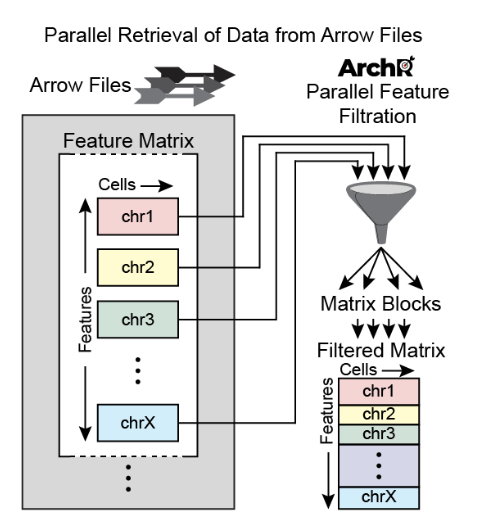 Parallel Retrieval of Data from Arrow Files
Arrow Files
ArchR
Parallel Feature
Filtration
Feature Matrix
Cells
Features
chr1
chr2
chr3
chrX
Matrix Blocks
Filtered Matrix
Cells
Features
chr1
chr2
chr3
chrX